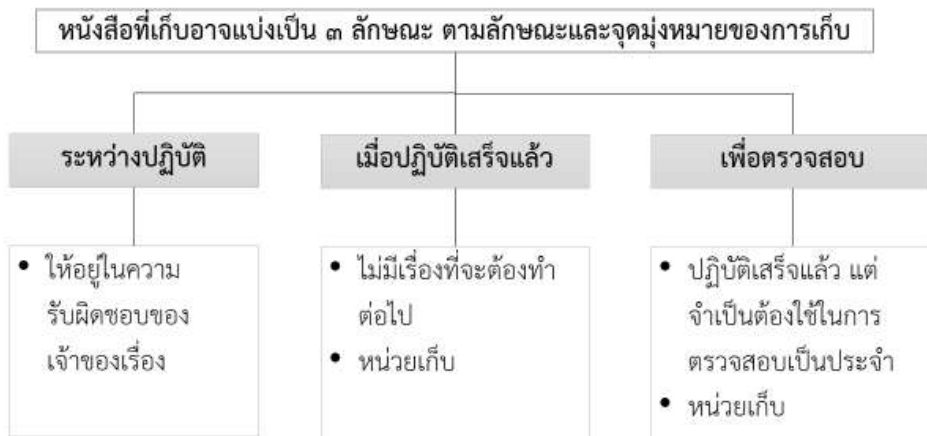 หนังสือที่เก็บอาจแบ่งเป็น ๓ ลักษณะ ตามลักษณะและจุดมุ่งหมายของการเก็บ
ระหว่างปฏิบัติ
เมื่อปฏิบัติเสร็จแล้ว
เพื่อตรวจสอบ
• ให้อยู่ในความ
รับผิดชอบของ
เจ้าของเรื่อง
• ไม่มีเรื่องที่จะต้องทำ
ต่อไป
• หน่วยเก็บ
• ปฏิบัติเสร็จแล้ว แต่
จำเป็นต้องใช้ในการ
ตรวจสอบเป็นประจำ
• หน่วยเก็บ